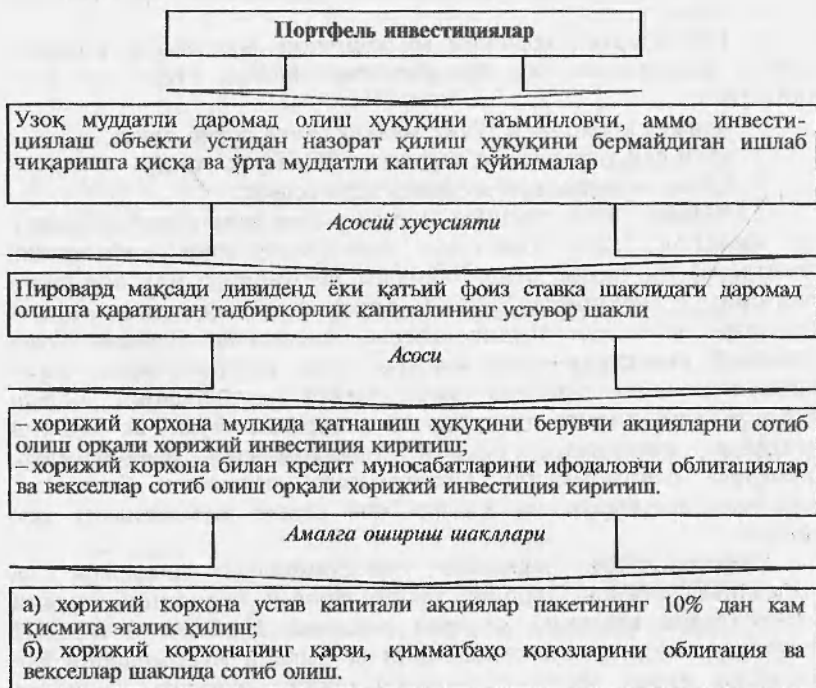 Портфель инвестициялар
Узоқ муддатли даромад олиш ҳуқуқини таъминловчи, аммо инвести-
циялаш объекти устидан назорат қилиш ҳуқуқини бермайдиган ишлаб
чиқаришга қисқа ва ўрта муддатли капитал қўйилмалар
Асосий хусусияти
Пировард мақсади дивиденд ёки қатъий фоиз ставка шаклидаги даромад
олишга қаратилган тадбиркорлик капиталининг устувор шакли
Асоси
– хорижий корхона мулкида қатнашиш ҳуқуқини берувчи акцияларни сотиб
олиш орқали хорижий инвестиция киритиш;
– хорижий корхона билан кредит муносабатларини ифодаловчи облигациялар
ва векселлар сотиб олиш орқали хорижий инвестиция киритиш.
Амалга ошириш шакллари
а) хорижий корхона устав капитали акциялар пакетининг 10% дан кам
қисмига эгалик қилиш;
б) хорижий корхонанинг қарзи, қимматбаҳо қоғозларини облигация ва
векселлар шаклида сотиб олиш.